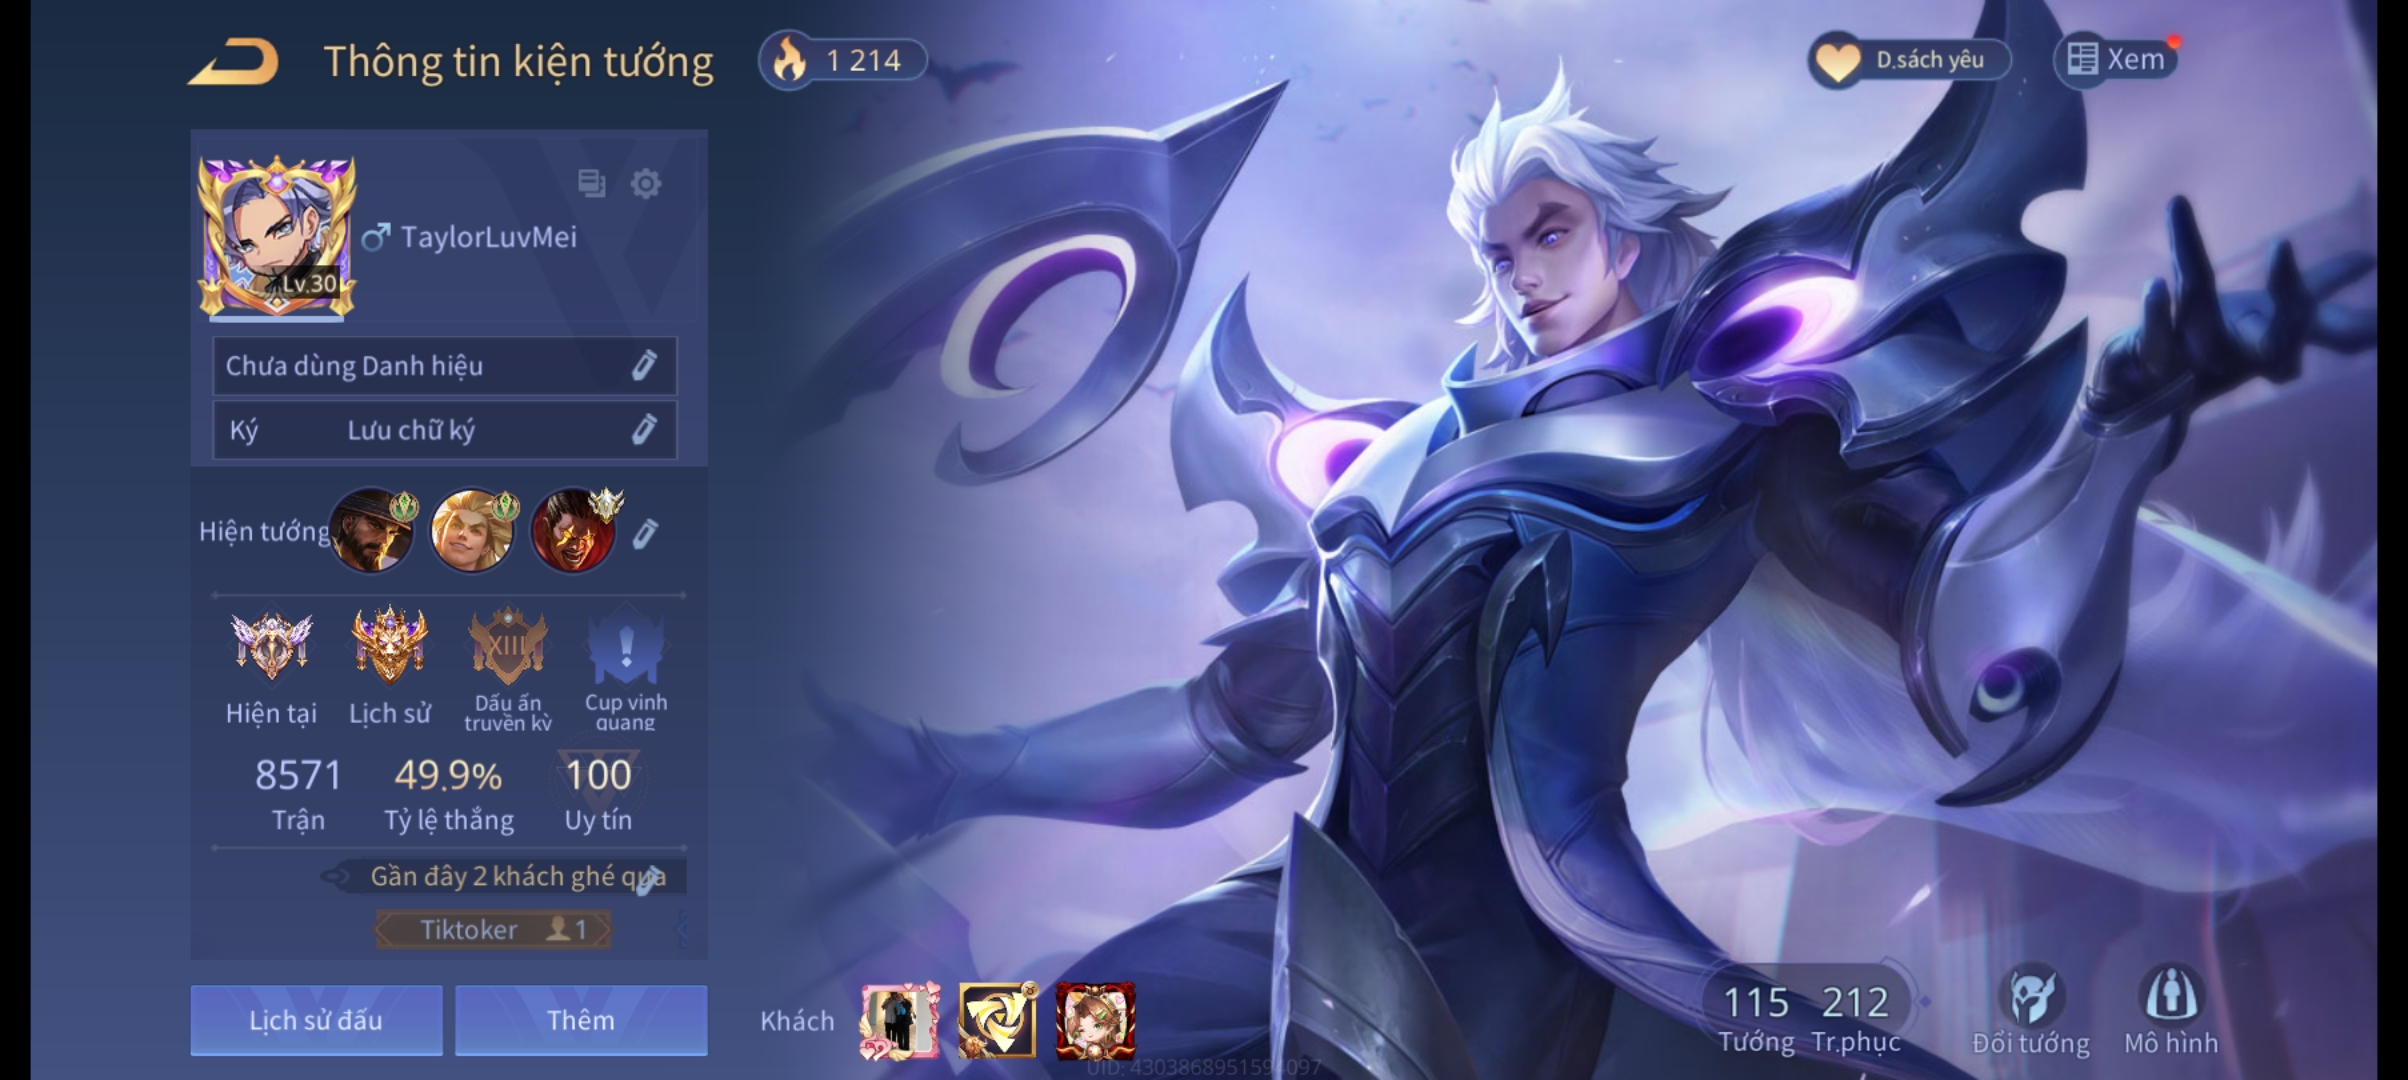 Thông tin kiện tướng
1 214
D.sách yêu
Xem
Lv.30
TaylorLuvMei
Chưa dùng Danh hiệu
Ký Lưu chữ ký
Hiện tướng
XIII
Hiện tại
Lịch sử
Dấu ấn
truyền kỳ
Cup vinh
quang
8571
Trận
49.9%
Tỷ lệ thắng
100
Uy tín
Gần đây 2 khách ghé qua
Tiktoker 1
Lịch sử đấu
Thêm
Khách
UID: 4303868951594097
115 212
Tướng Tr.phục
Đổi tướng
Mô hình